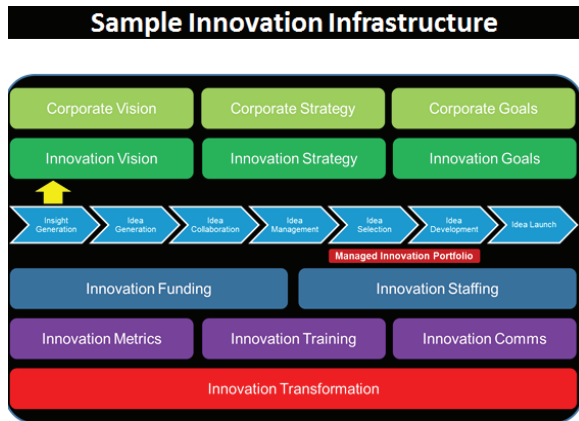 Sample Innovation Infrastructure
Corporate Vision
Corporate Strategy
Corporate Goals
Innovation Vision
Innovation Strategy
Innovation Goals
Insight
Generation
Idea
Generation
Idea
Collaboration
Idea
Management
Idea
Selection
Idea
Development
Idea Launch
Managed Innovation Portfolio
Innovation Funding
Innovation Staffing
Innovation Metrics
Innovation Training
Innovation Comms
Innovation Transformation